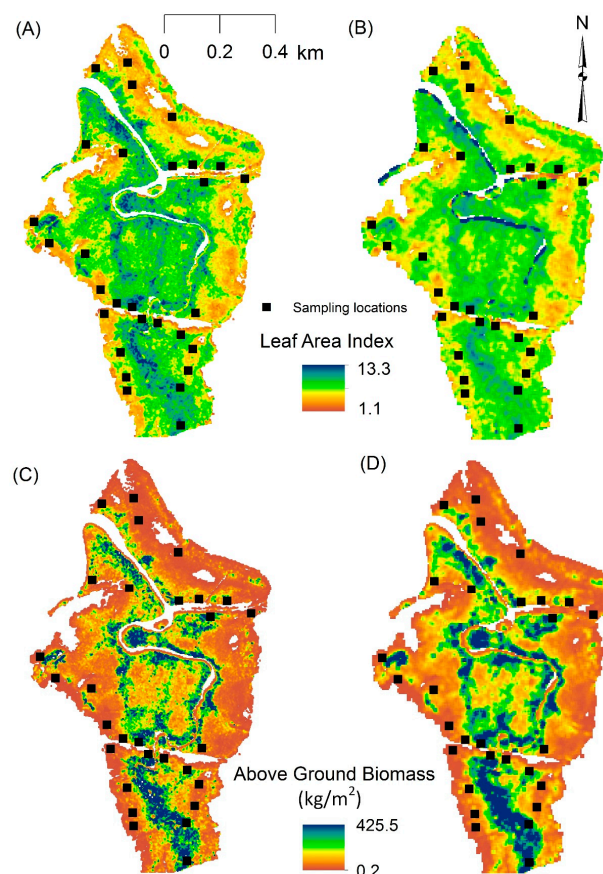 (A)
0 0.2 0.4
km
(B)
N
Sampling locations
Leaf Area Index
13.3
1.1
(C)
(D)
Above Ground Biomass
(kg/m²)
425.5
0.2